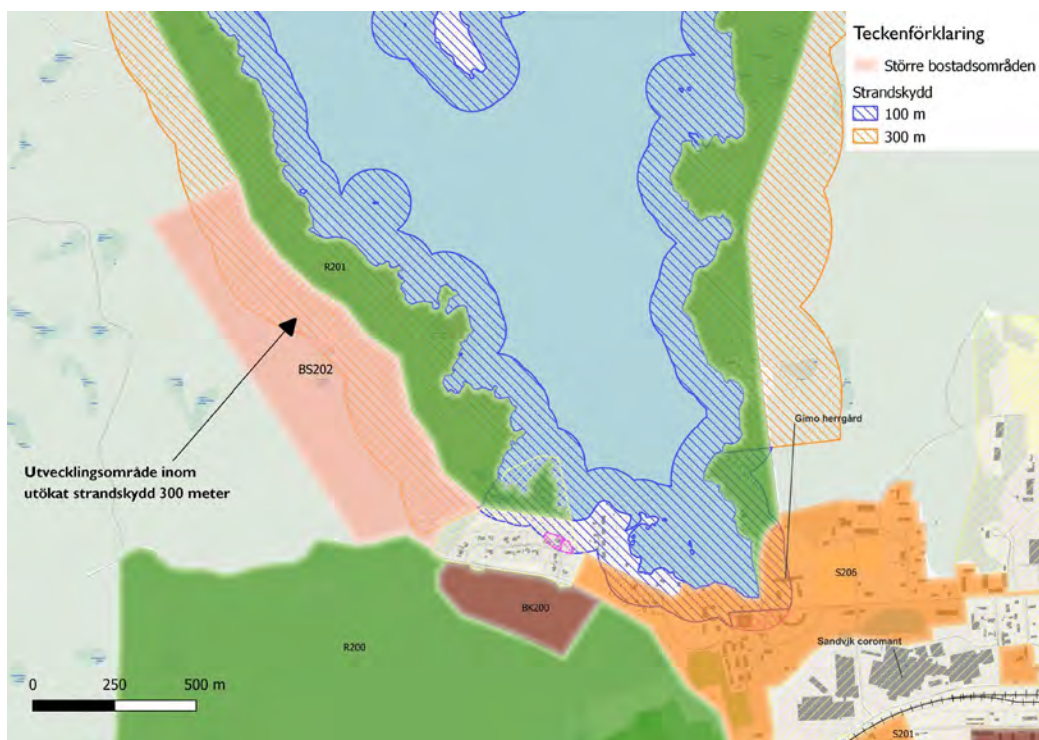 Teckenförklaring
Större bostadsområden
Strandskydd
100 m
300 m
R201
BS202
Utvecklingsområde inom
utökat strandskydd 300 meter
Gimo herrgård
S206
BK200
R200
Sandvik coromant
0 250 500 m
S201